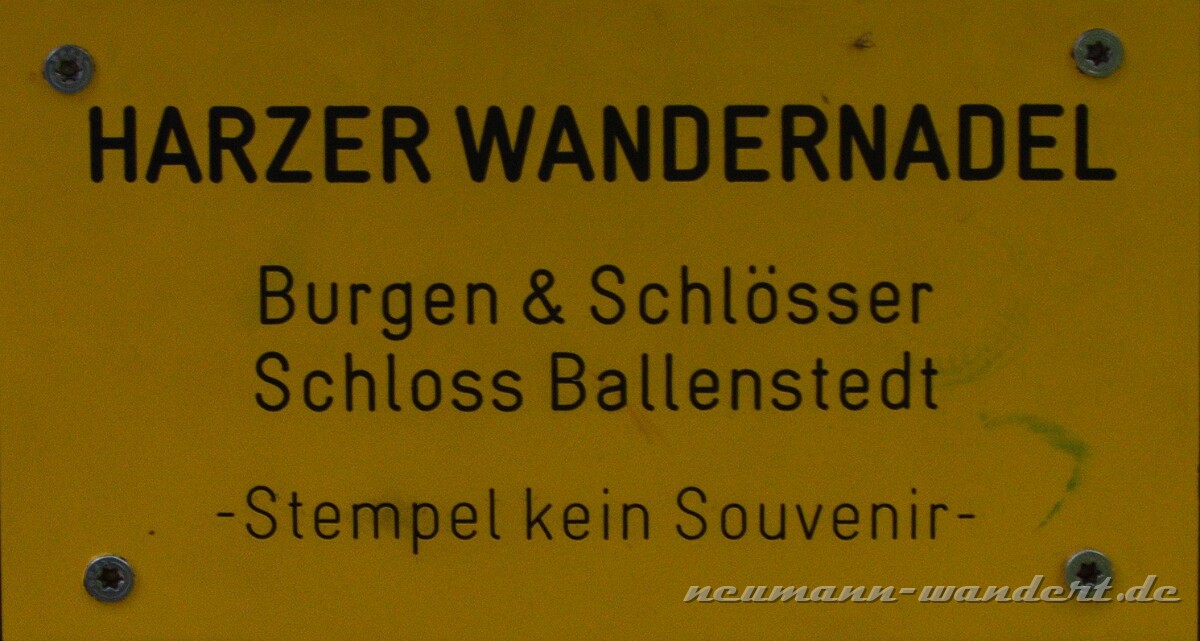 HARZER WANDERNADEL
Burgen & Schlösser
Schloss Ballenstedt
-Stempel kein Souvenir-
neumann-wandert.de